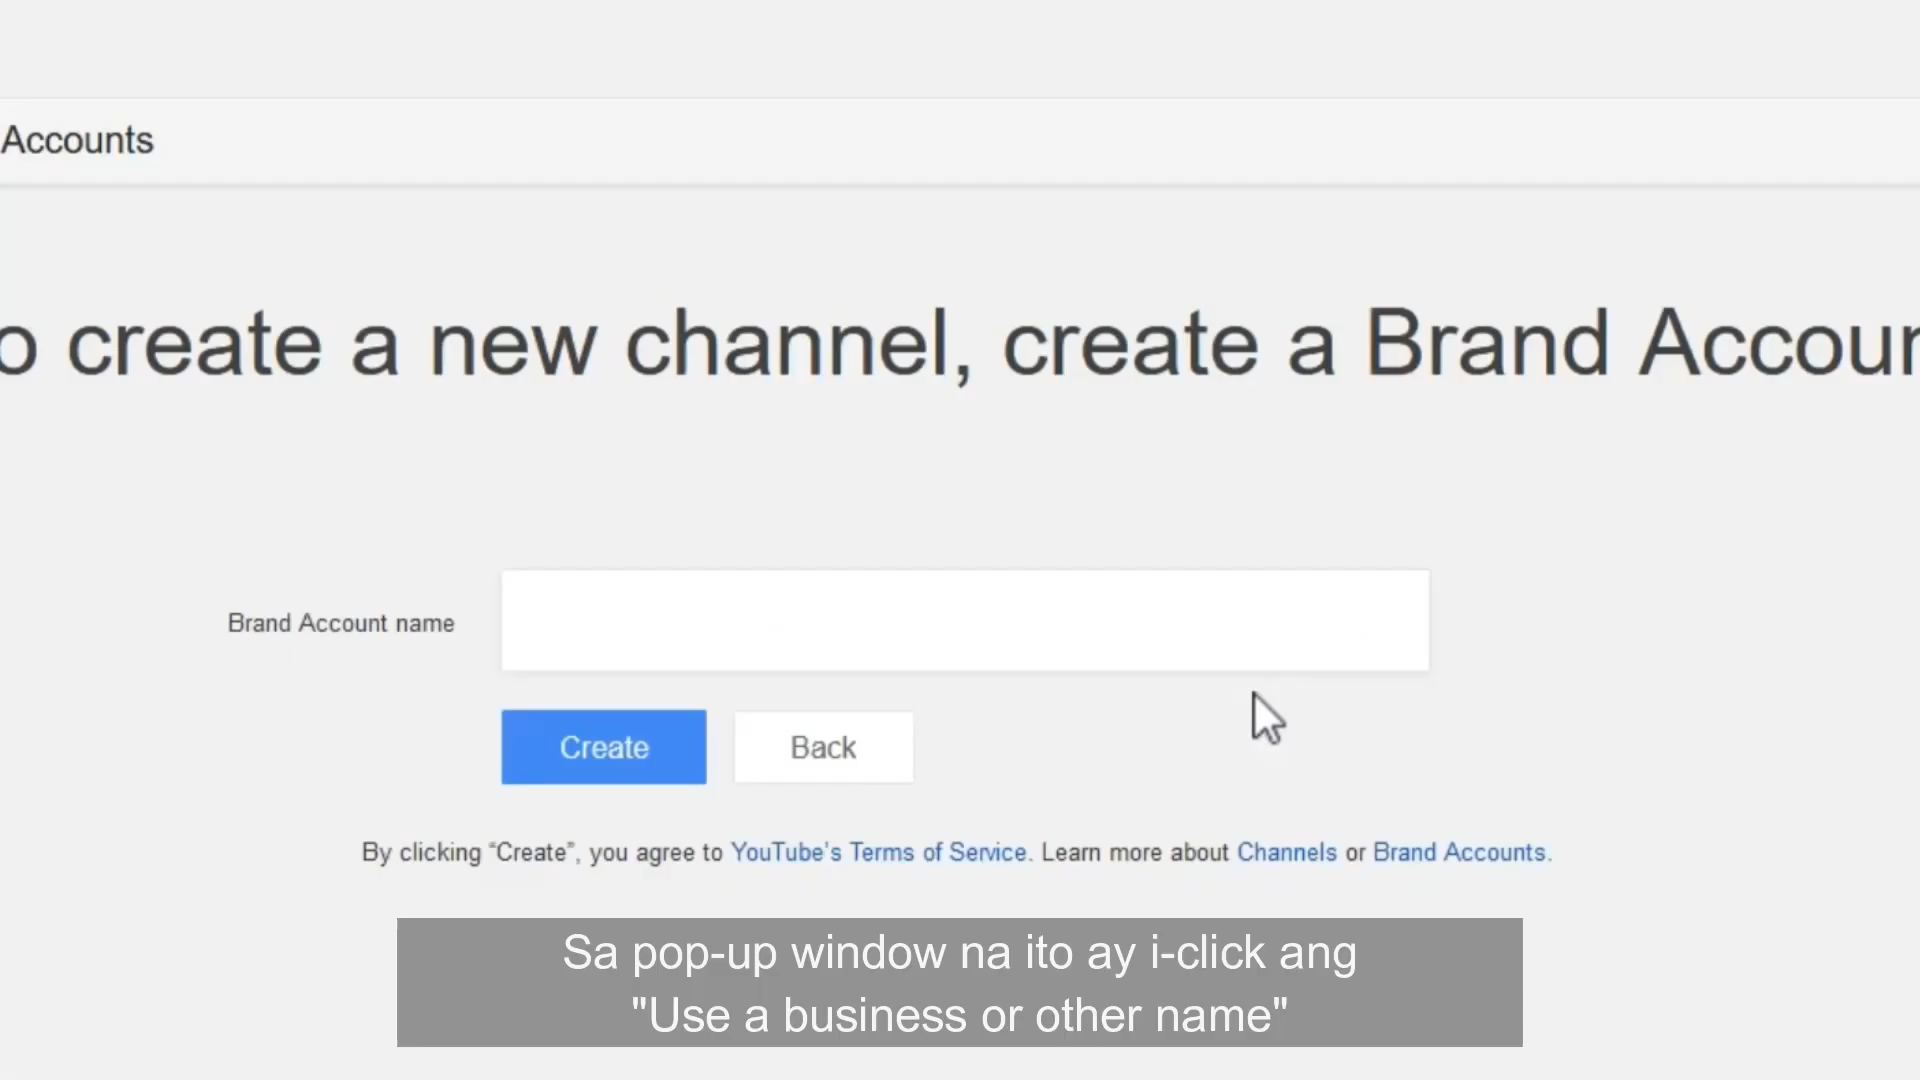 Accounts
o create a new channel, create a Brand Accoun
Brand Account name
Create
Back
By clicking “Create”, you agree to YouTube's Terms of Service. Learn more about Channels or Brand Accounts.
Sa pop-up window na ito ay i-click ang
"Use a business or other name"